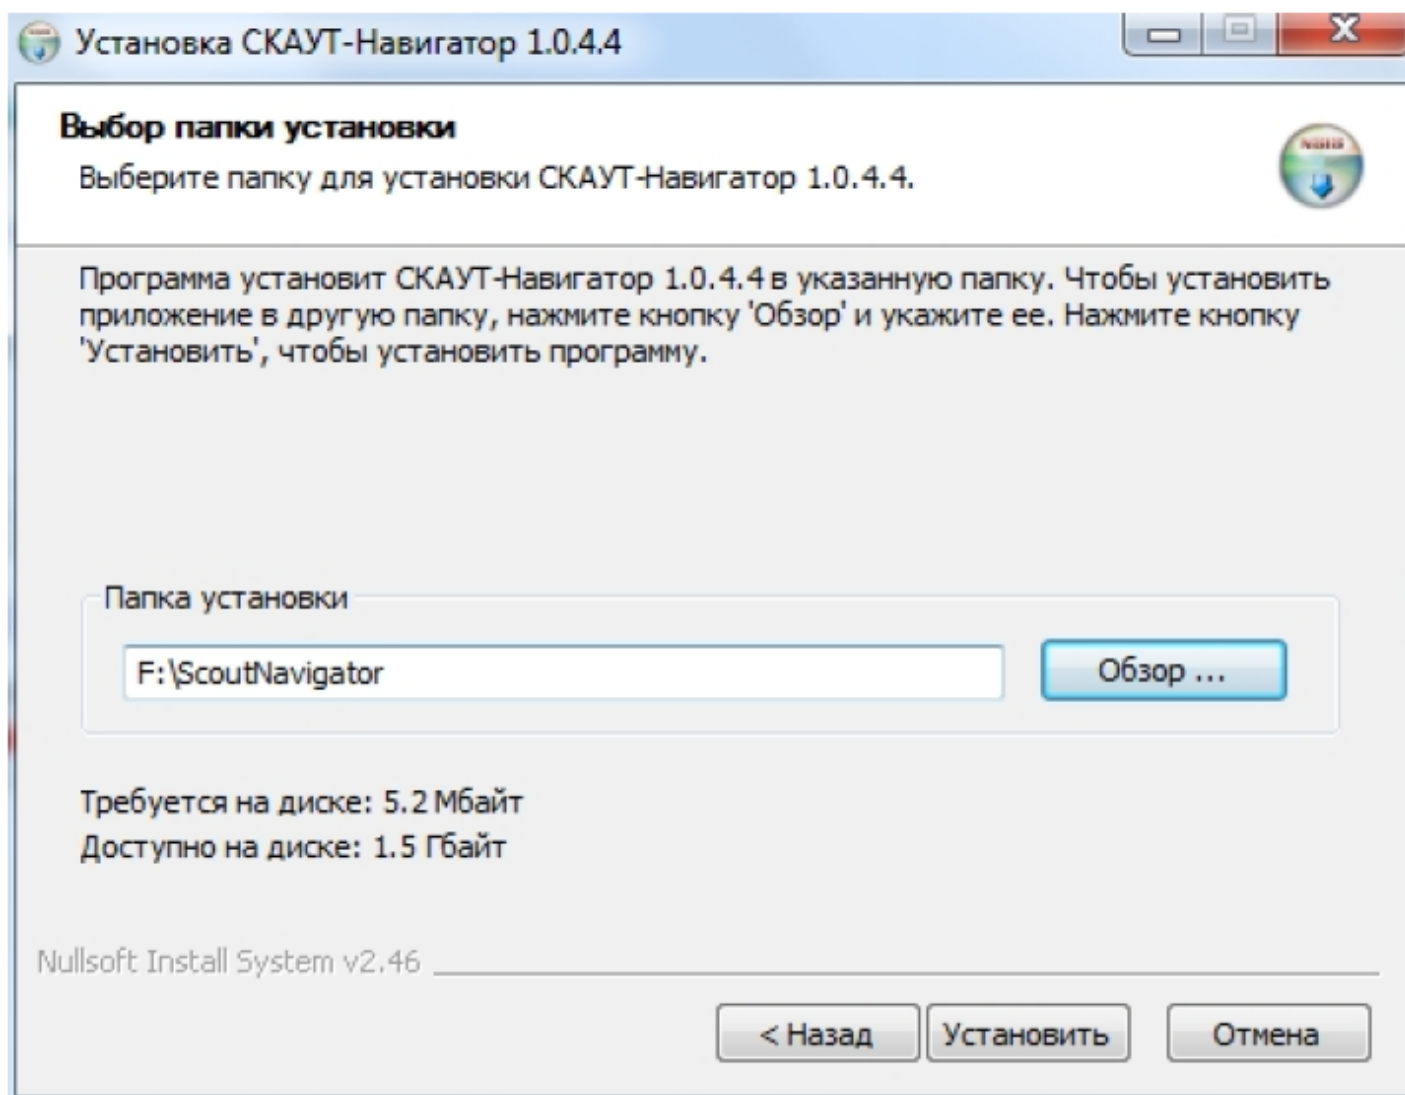 Установка СКАУТ-Навигатор 1.0.4.4
Выбор папки установки
Выберите папку для установки СКАУТ-Навигатор 1.0.4.4.
Программа установит СКАУТ-Навигатор 1.0.4.4 в указанную папку. Чтобы установить
приложение в другую папку, нажмите кнопку 'Обзор' и укажите ее. Нажмите кнопку
'Установить', чтобы установить программу.
Папка установки
F:\ScoutNavigator
Обзор ...
Требуется на диске: 5.2 Мбайт
Доступно на диске: 1.5 Гбайт
Nullsoft Install System v2.46
< Назад
Установить
Отмена